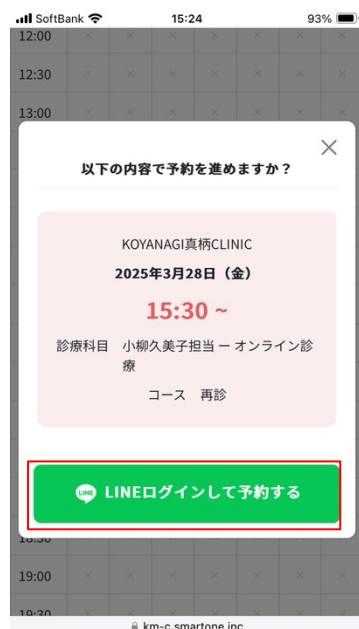 SoftBank 15:24 93%
12:00 × × × × × × ×
12:30 × × × × × × ×
13:00 × × × × × × ×
×
以下の内容で予約を進めますか？
KOYANAGI真柄CLINIC
2025年3月28日（金）
15:30 ~
診療科目 小柳久美子担当 ー オンライン診
療
コース 再診
LINE LINEログインして予約する
18:30
19:00 × × × × × × ×
19:30 × × × × × × ×
km-c.smartone.inc